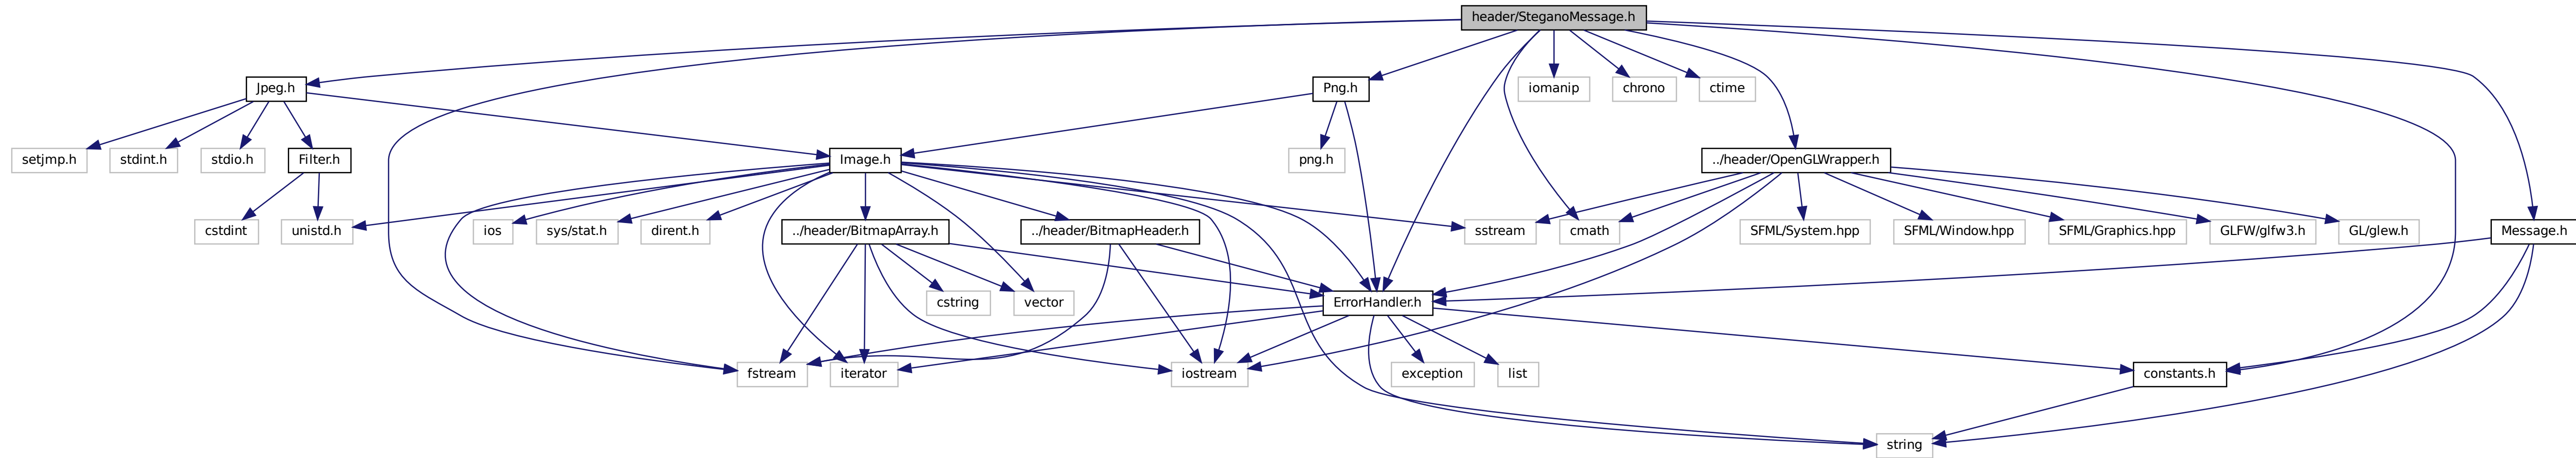 header/SteganoMessage.h
Jpeg.h
Png.h
iomanip
chrono
ctime
setjmp.h
stdint.h
stdio.h
Filter.h
Image.h
png.h
../header/OpenGLWrapper.h
cstdint
unistd.h
ios
sys/stat.h
dirent.h
../header/BitmapArray.h
../header/BitmapHeader.h
sstream
cmath
SFML/System.hpp
SFML/Window.hpp
SFML/Graphics.hpp
GLFW/glfw3.h
GL/glew.h
Message.h
cstring
vector
ErrorHandler.h
fstream
iterator
iostream
exception
list
constants.h
string